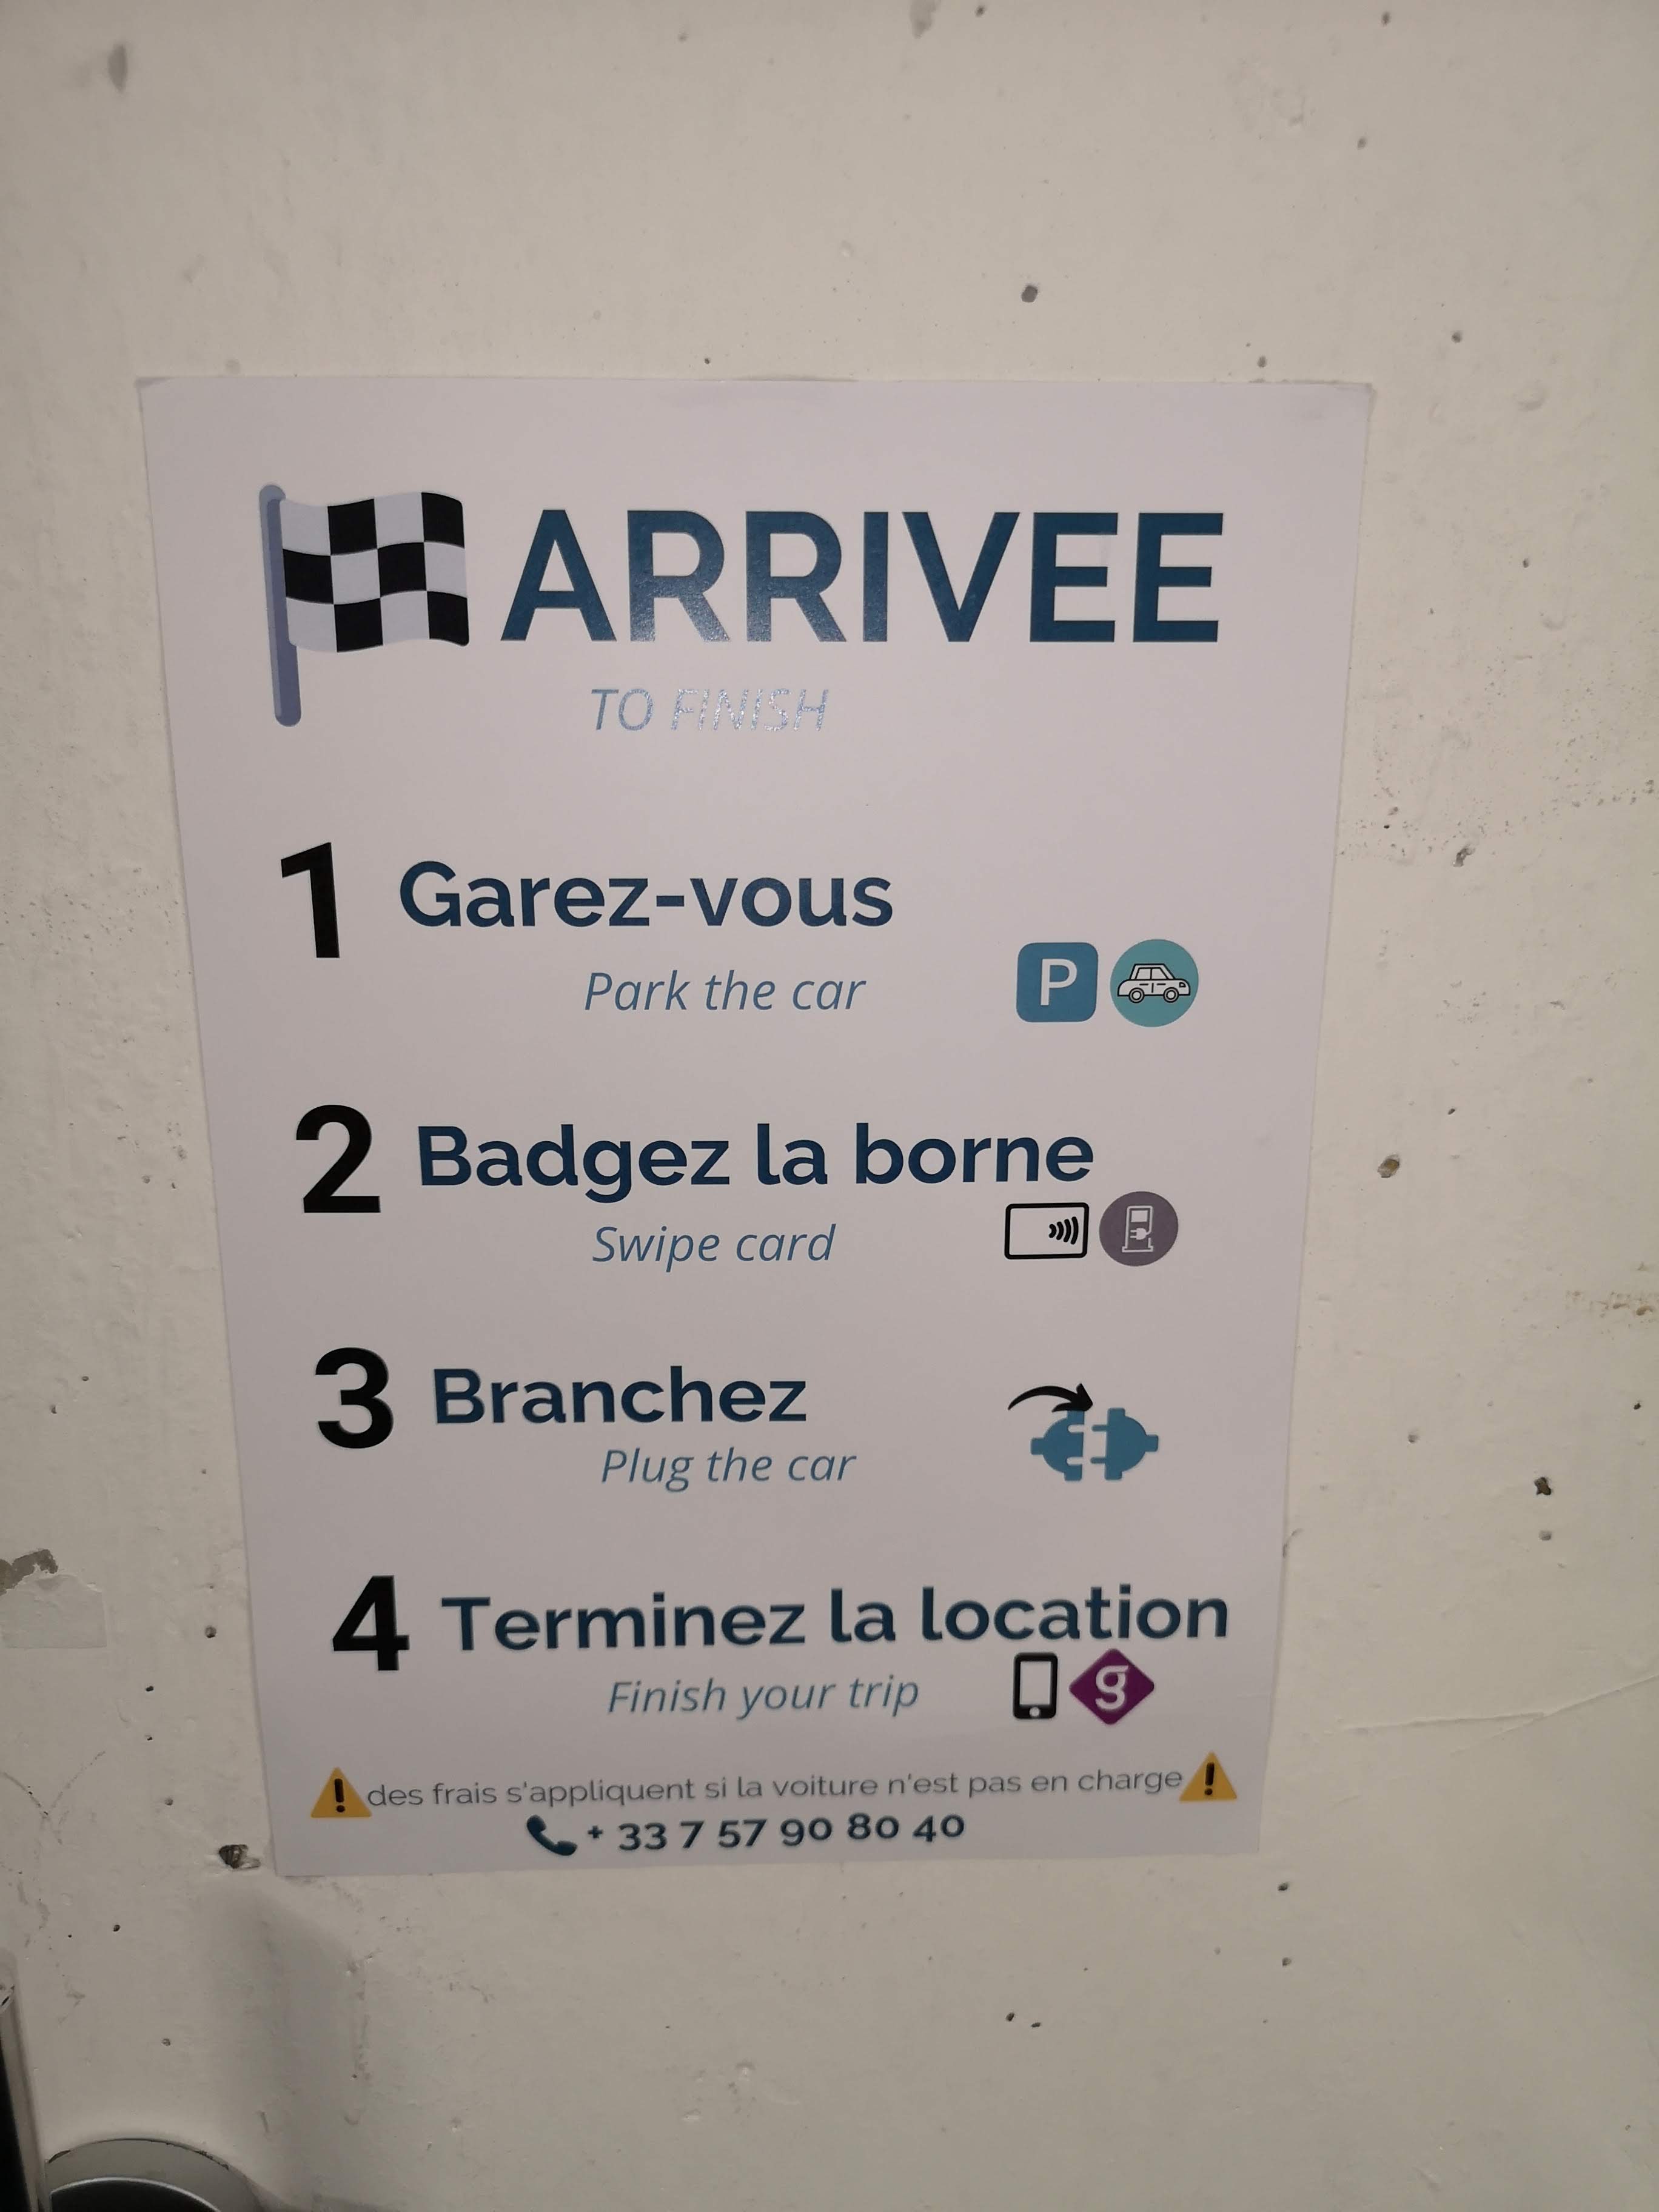 ARRIVEE
TO FINISH
1 Garez-vous
Park the car
P
2 Badgez la borne
Swipe card
3 Branchez
Plug the car
4 Terminez la location
Finish your trip
g
des frais s'appliquent si la voiture n'est pas en charge
+ 33 7 57 90 80 40